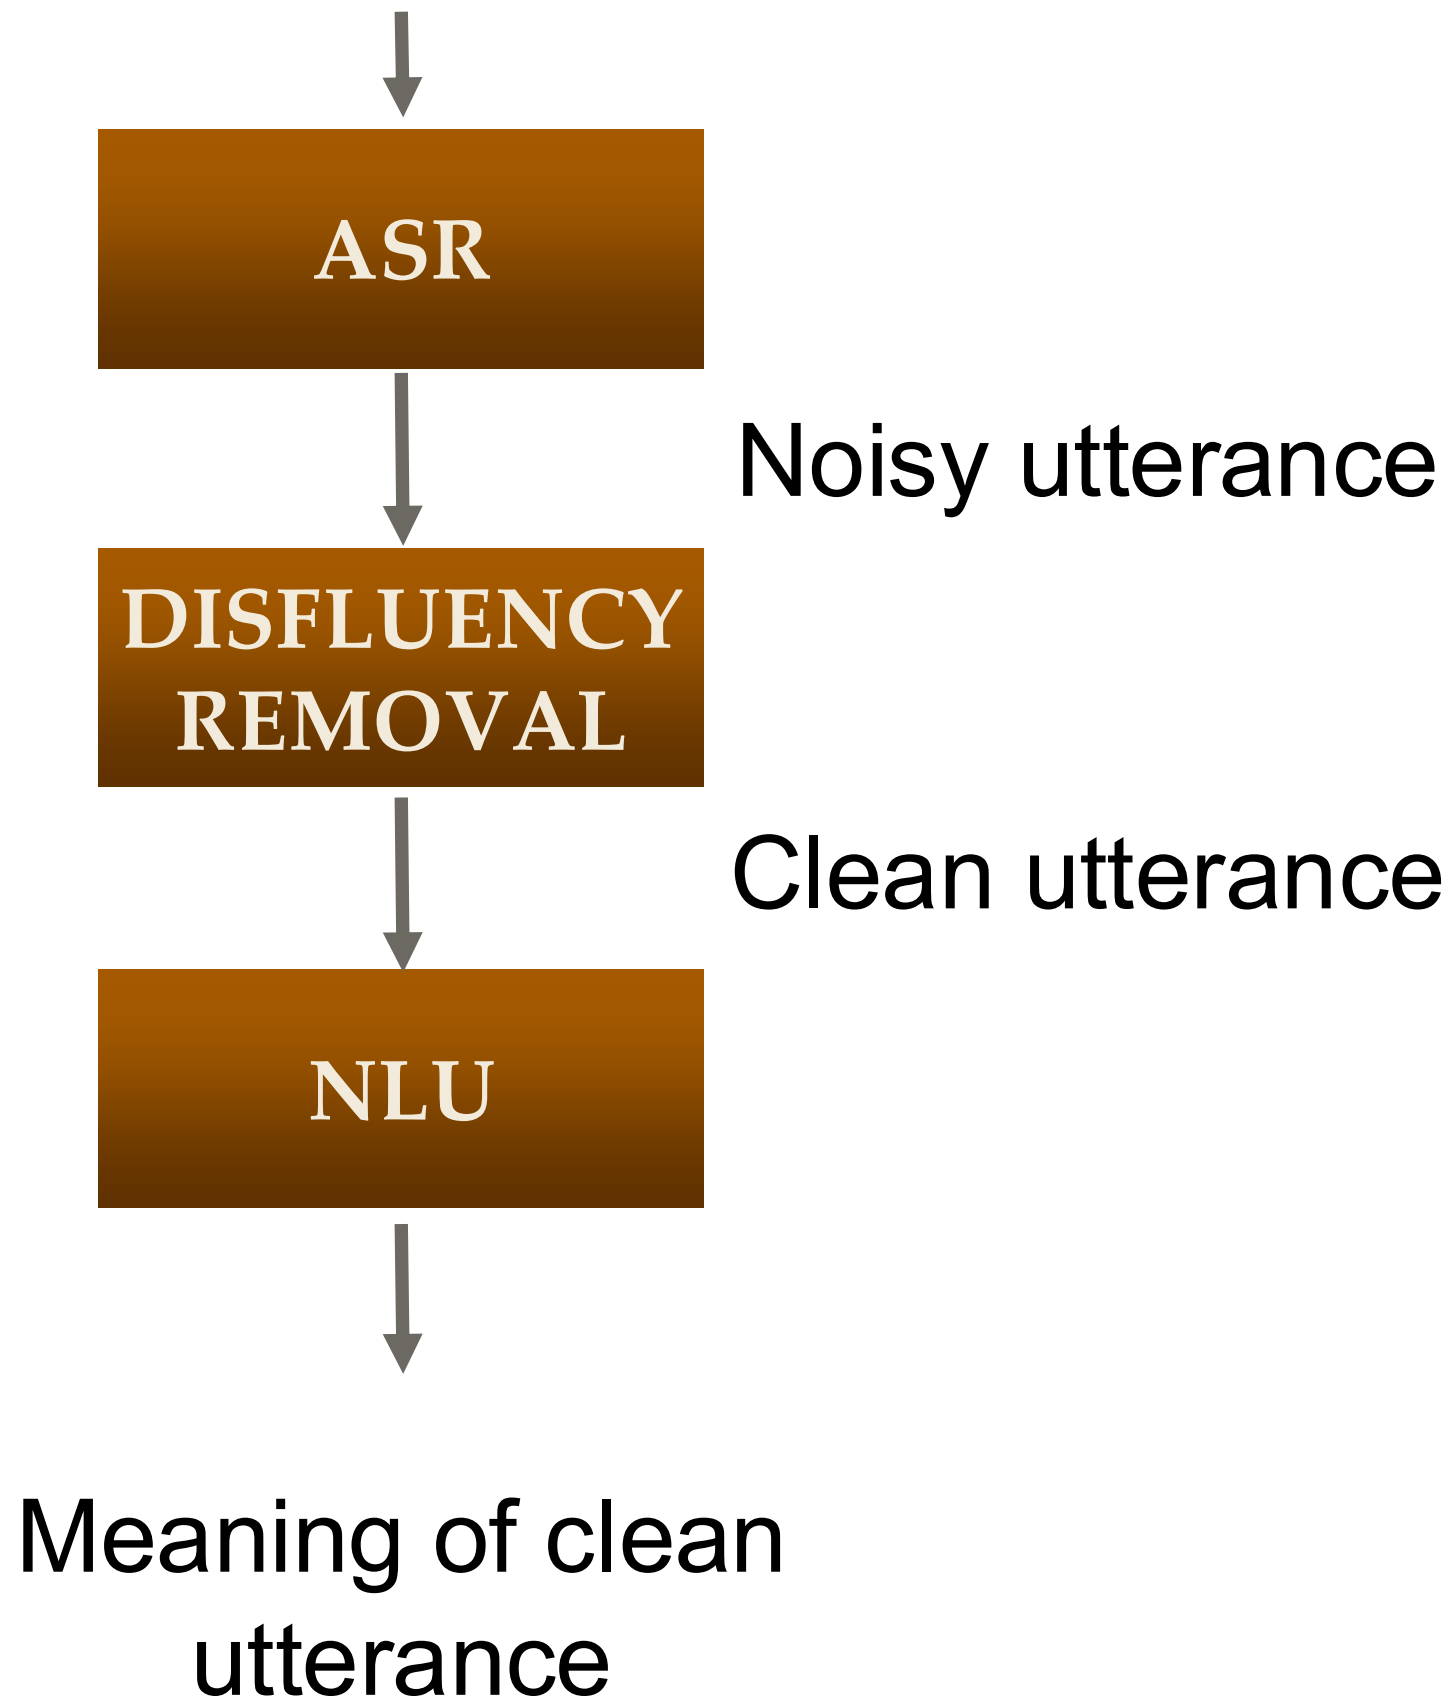 ASR
Noisy utterance
DISFLUENCY
REMOVAL
Clean utterance
NLU
Meaning of clean
utterance